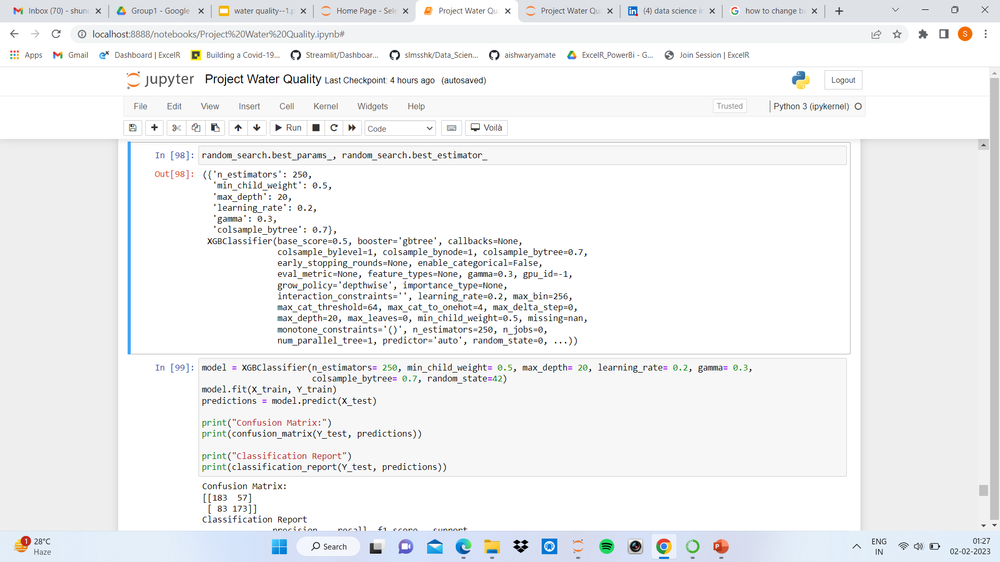 Inbox (70) - shund
Group1 - Google
water quality--1.p
Home Page - Sele
Project Water Qua
Project Water Qua
(4) data science in
how to change ba
localhost:8888/notebooks/Project%20Water%20Quality.ipynb#
S
Apps
Gmail
Dashboard | ExcelR
Building a Covid-19...
Streamlit/Dashboar...
slmsshk/Data_Scien...
aishwaryamate
ExcelR_PowerBi - G...
Join Session | ExcelR
jupyter Project Water Quality Last Checkpoint: 4 hours ago (autosaved)
Logout
File Edit View Insert Cell Kernel Widgets Help
Trusted
Python 3 (ipykernel)
Run
Code
Voilà
In [98]: random_search.best_params_, random_search.best_estimator_
Out[98]: ({'n_estimators': 250,
'min_child_weight': 0.5,
'max_depth': 20,
'learning_rate': 0.2,
'gamma': 0.3,
'colsample_bytree': 0.7},
XGBClassifier(base_score=0.5, booster='gbtree', callbacks=None,
colsample_bylevel=1, colsample_bynode=1, colsample_bytree=0.7,
early_stopping_rounds=None, enable_categorical=False,
eval_metric=None, feature_types=None, gamma=0.3, gpu_id=-1,
grow_policy='depthwise', importance_type=None,
interaction_constraints='', learning_rate=0.2, max_bin=256,
max_cat_threshold=64, max_cat_to_onehot=4, max_delta_step=0,
max_depth=20, max_leaves=0, min_child_weight=0.5, missing=nan,
monotone_constraints='()', n_estimators=250, n_jobs=0,
num_parallel_tree=1, predictor='auto', random_state=0, ...))
In [99]: model = XGBClassifier(n_estimators= 250, min_child_weight= 0.5, max_depth= 20, learning_rate= 0.2, gamma= 0.3,
colsample_bytree= 0.7, random_state=42)
model.fit(X_train, Y_train)
predictions = model.predict(X_test)
print("Confusion Matrix:")
print(confusion_matrix(Y_test, predictions))
print("Classification Report")
print(classification_report(Y_test, predictions))
Confusion Matrix:
[[183 57]
[ 83 173]]
Classification Report
precision recall f1-score support
1
28°C
Haze
Search
ENG
IN
01:27
02-02-2023